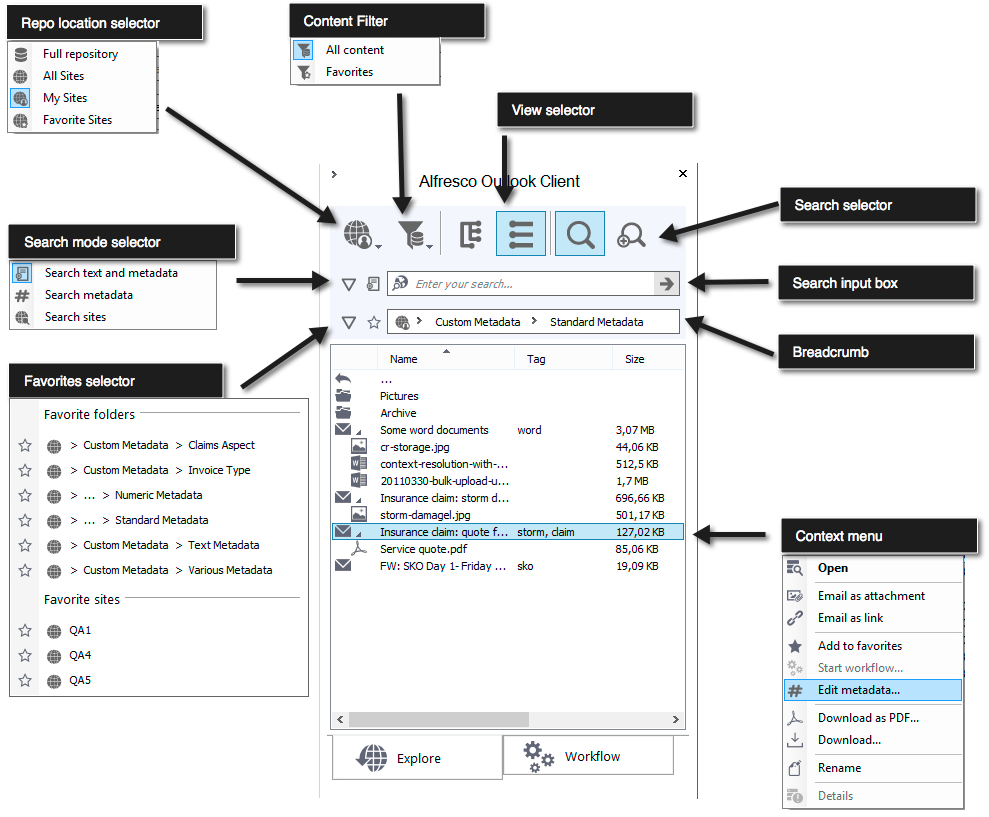 Repo location selector
Full repository
All Sites
My Sites
Favorite Sites
Content Filter
All content
Favorites
View selector
Alfresco Outlook Client
Search selector
Search mode selector
Search text and metadata
Search metadata
Search sites
Enter your search...
Search input box
> Custom Metadata > Standard Metadata
Breadcrumb
Favorites selector
Favorite folders
> Custom Metadata > Claims Aspect
> Custom Metadata > Invoice Type
> ... > Numeric Metadata
> ... > Standard Metadata
> Custom Metadata > Text Metadata
> Custom Metadata > Various Metadata
Favorite sites
QA1
QA4
QA5
Name Tag Size
...
Pictures
Archive
Some word documents word 3,07 MB
cr-storage.jpg 44,06 KB
context-resolution-with-... 512,5 KB
20110330-bulk-upload-u... 1,7 MB
Insurance claim: storm d... 696,66 KB
storm-damagel.jpg 501,17 KB
Insurance claim: quote f... storm, claim 127,02 KB
Service quote.pdf 85,06 KB
FW: SKO Day 1- Friday ... sko 19,09 KB
Explore
Workflow
Context menu
Open
Email as attachment
Email as link
Add to favorites
Start workflow...
Edit metadata...
Download as PDF...
Download...
Rename
Details